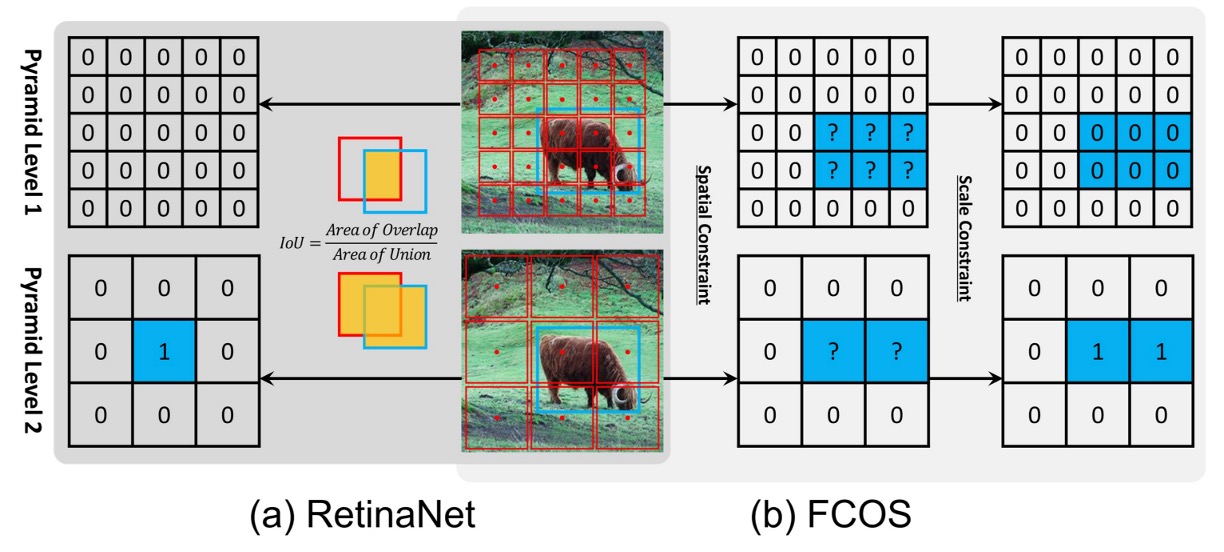 Pyramid Level 1
0 0 0 0 0
0 0 0 0 0
0 0 0 0 0
0 0 0 0 0
0 0 0 0 0
IoU = Area of Overlap
Area of Union
Pyramid Level 2
0 0 0
0 1 0
0 0 0
Spatial Constraint
0 0 0 0 0
0 0 0 0 0
0 0 ? ? ?
0 0 ? ? ?
0 0 0 0 0
0 0 0
0 ? ?
0 0 0
Scale Constraint
0 0 0 0 0
0 0 0 0 0
0 0 0 0 0
0 0 0 0 0
0 0 0 0 0
0 0 0
0 1 1
0 0 0
(a) RetinaNet
(b) FCOS